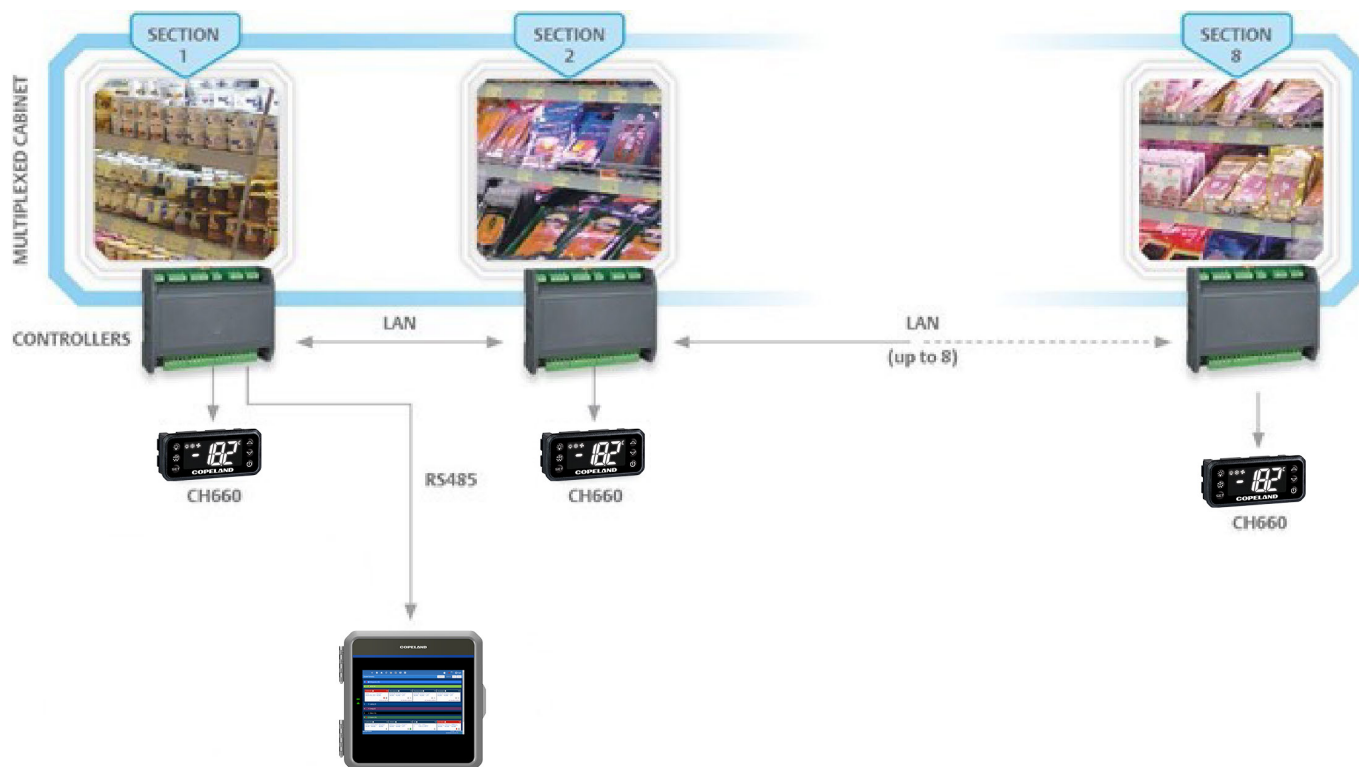 SECTION
1
SECTION
2
SECTION
8
MULTIPLEXED CABINET
CONTROLLERS
LAN
LAN
(up to 8)
-18.2°C
COPELAND
CH660
RS485
-18.2°C
COPELAND
CH660
-18.2°C
COPELAND
CH660
COPELAND